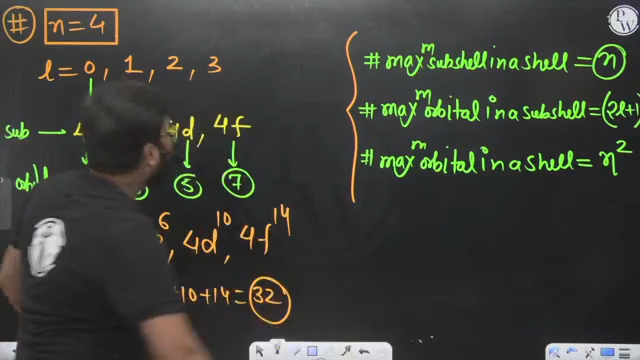 # n=4
l=0, 1, 2, 3
sub → 4d, 4f
5 7
6, 4d¹⁰, 4f¹⁴
+10+14=32
# maxᵐ subshell in a shell = n
# maxᵐ orbital in a subshell = (2l+1)
# maxᵐ orbital in a shell = n²